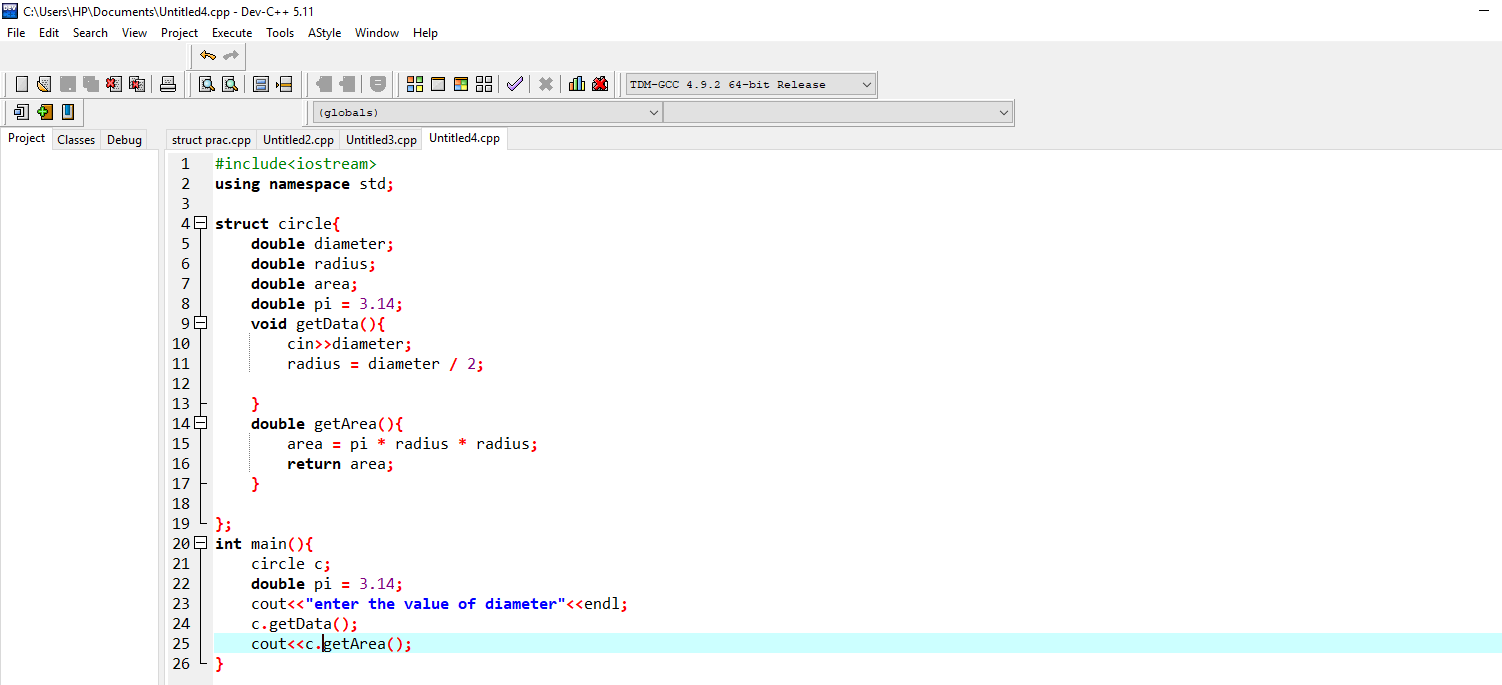 C:\Users\HP\Documents\Untitled4.cpp - Dev-C++ 5.11
File Edit Search View Project Execute Tools AStyle Window Help
TDM-GCC 4.9.2 64-bit Release
(globals)
Project Classes Debug struct prac.cpp Untitled2.cpp Untitled3.cpp Untitled4.cpp
1 #include<iostream>
2 using namespace std;
3
4 struct circle{
5 double diameter;
6 double radius;
7 double area;
8 double pi = 3.14;
9 void getData(){
10 cin>>diameter;
11 radius = diameter / 2;
12
13 }
14 double getArea(){
15 area = pi * radius * radius;
16 return area;
17 }
18
19 };
20 int main(){
21 circle c;
22 double pi = 3.14;
23 cout<<"enter the value of diameter"<<endl;
24 c.getData();
25 cout<<c.getArea();
26 }